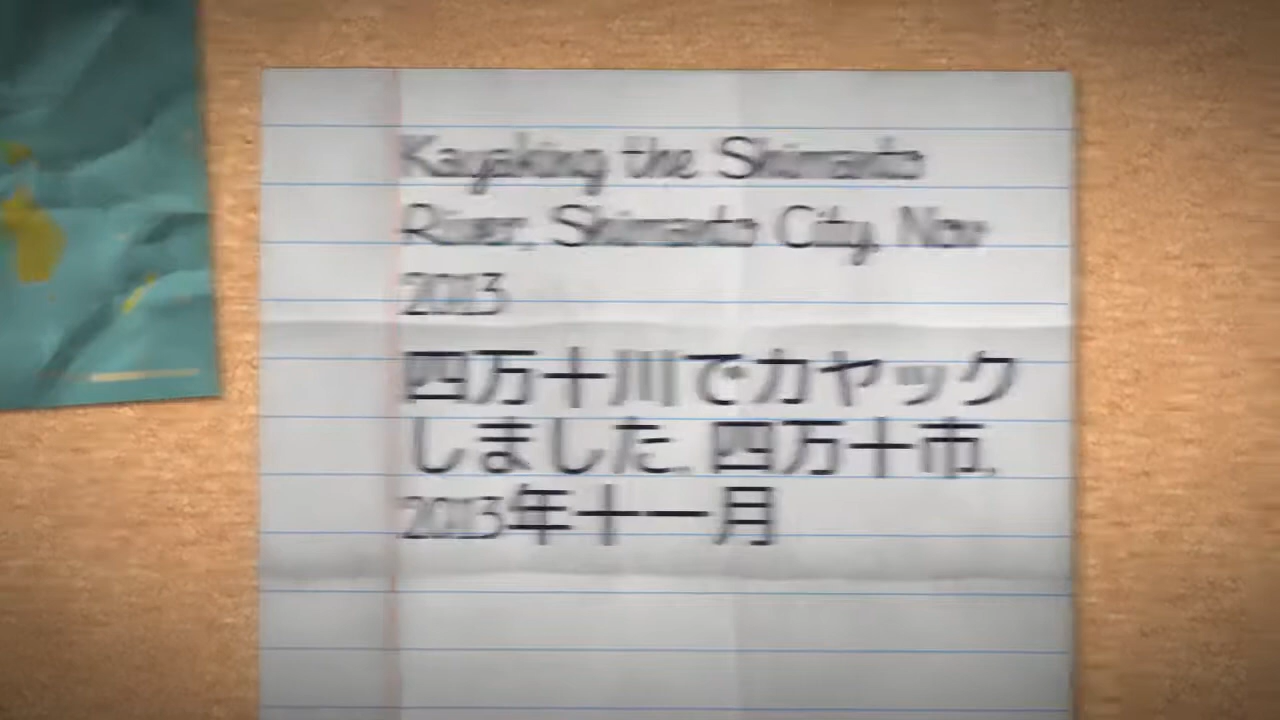 Kayaking the Shimanto
River, Shimanto City, Nov
2013
四万十川でカヤック
しました, 四万十市,
2013年十一月